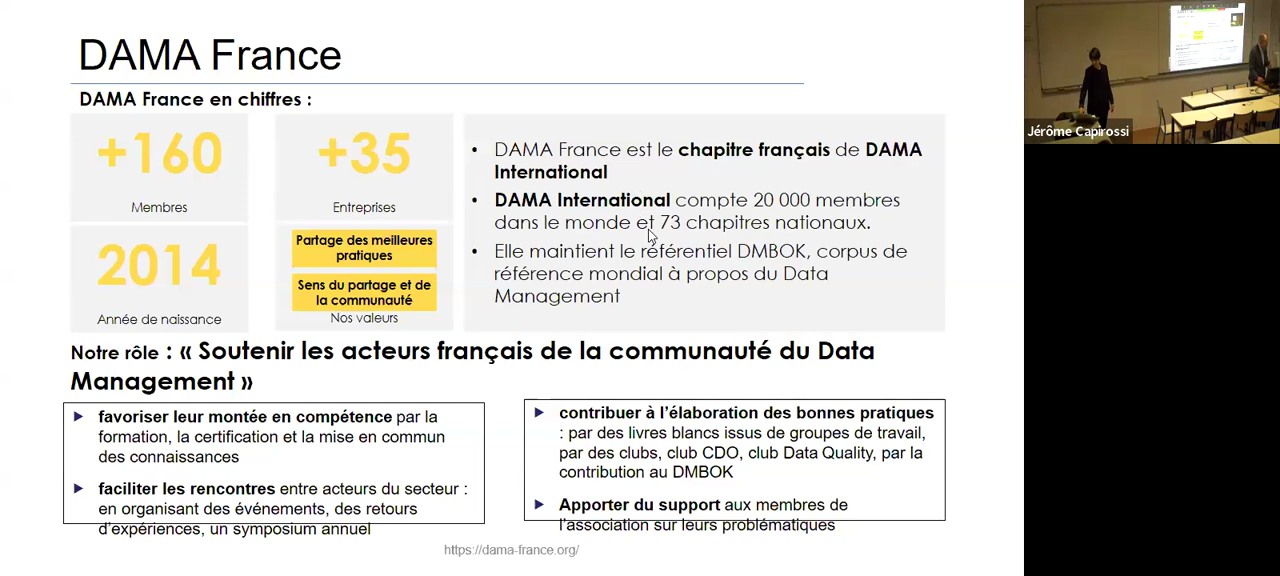 DAMA France
DAMA France en chiffres :
+160
Membres
+35
Entreprises
2014
Année de naissance
Partage des meilleures
pratiques
Sens du partage et de
la communauté
Nos valeurs
• DAMA France est le chapitre français de DAMA
International
• DAMA International compte 20 000 membres
dans le monde et 73 chapitres nationaux.
• Elle maintient le référentiel DMBOK, corpus de
référence mondial à propos du Data
Management
Notre rôle : « Soutenir les acteurs français de la communauté du Data
Management »
favoriser leur montée en compétence par la
formation, la certification et la mise en commun
des connaissances
faciliter les rencontres entre acteurs du secteur :
en organisant des événements, des retours
d'expériences, un symposium annuel
contribuer à l'élaboration des bonnes pratiques
: par des livres blancs issus de groupes de travail,
par des clubs, club CDO, club Data Quality, par la
contribution au DMBOK
Apporter du support aux membres de
l'association sur leurs problématiques
https://dama-france.org/
Jérôme Capirossi